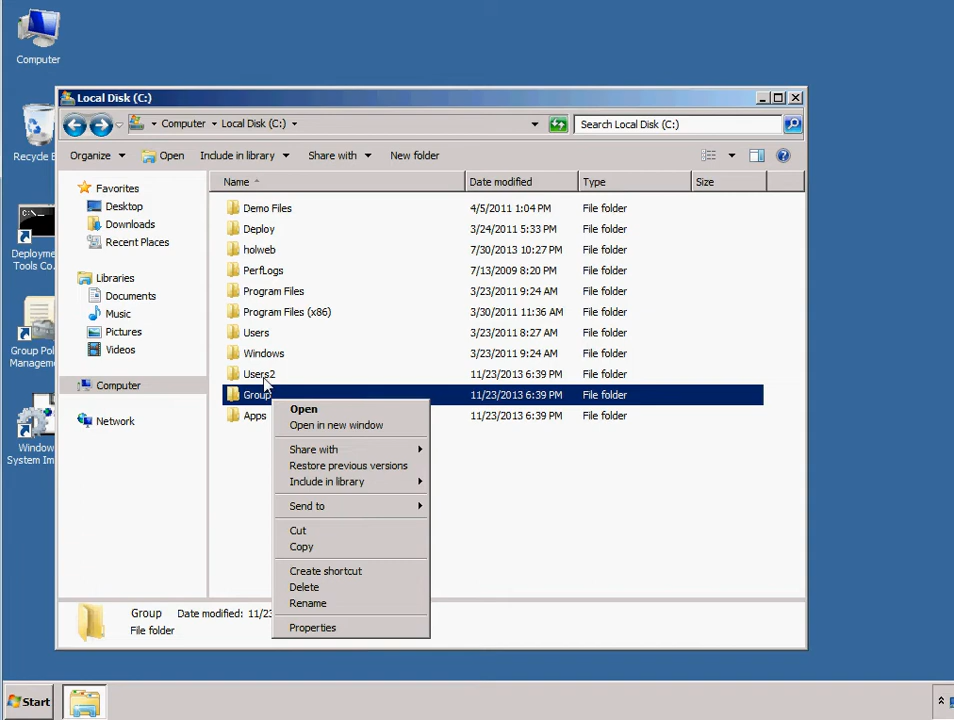 Computer
Local Disk (C:)
Computer Local Disk (C:)
Search Local Disk (C:)
Organize Open Include in library Share with New folder
Name Date modified Type Size
Favorites
Desktop
Downloads
Recent Places
Libraries
Documents
Music
Pictures
Videos
Computer
Network
Demo Files 4/5/2011 1:04 PM File folder
Deploy 3/24/2011 5:33 PM File folder
holweb 7/30/2013 10:27 PM File folder
PerfLogs 7/13/2009 8:20 PM File folder
Program Files 3/23/2011 9:24 AM File folder
Program Files (x86) 3/30/2011 11:36 AM File folder
Users 3/23/2011 8:27 AM File folder
Windows 3/23/2011 9:24 AM File folder
Users2 11/23/2013 6:39 PM File folder
Group 11/23/2013 6:39 PM File folder
Apps 11/23/2013 6:39 PM File folder
Open
Open in new window
Share with
Restore previous versions
Include in library
Send to
Cut
Copy
Create shortcut
Delete
Rename
Properties
Group Date modified: 11/23
File folder
Recycle
Deployme
Tools Co...
Group Pol
Managem
Window
System Im
Start